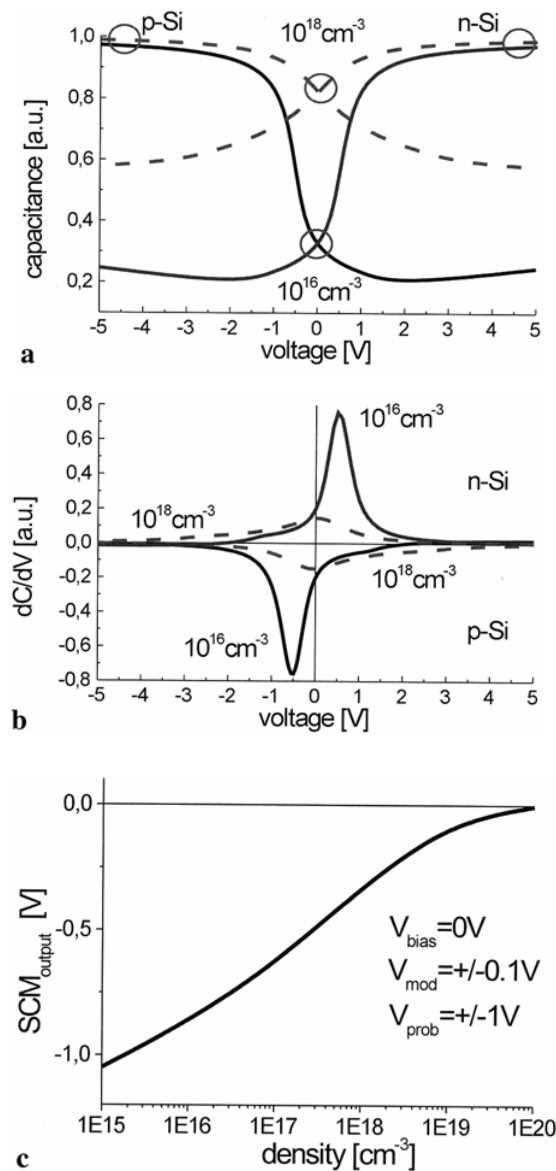 p-Si 10¹⁸cm⁻³ n-Si
1,0
0,8
0,6
0,4
0,2
capacitance [a.u.]
10¹⁶cm⁻³
-5 -4 -3 -2 -1 0 1 2 3 4 5
voltage [V]
a
0,8
0,6
0,4
0,2
0,0
-0,2
-0,4
-0,6
-0,8
dC/dV [a.u.]
10¹⁶cm⁻³
n-Si
10¹⁸cm⁻³
10¹⁸cm⁻³
10¹⁶cm⁻³
p-Si
-5 -4 -3 -2 -1 0 1 2 3 4 5
voltage [V]
b
0,0
-0,5
-1,0
SCM_output [V]
V_bias=0V
V_mod=+/-0.1V
V_prob=+/-1V
1E15 1E16 1E17 1E18 1E19 1E20
density [cm⁻³]
c